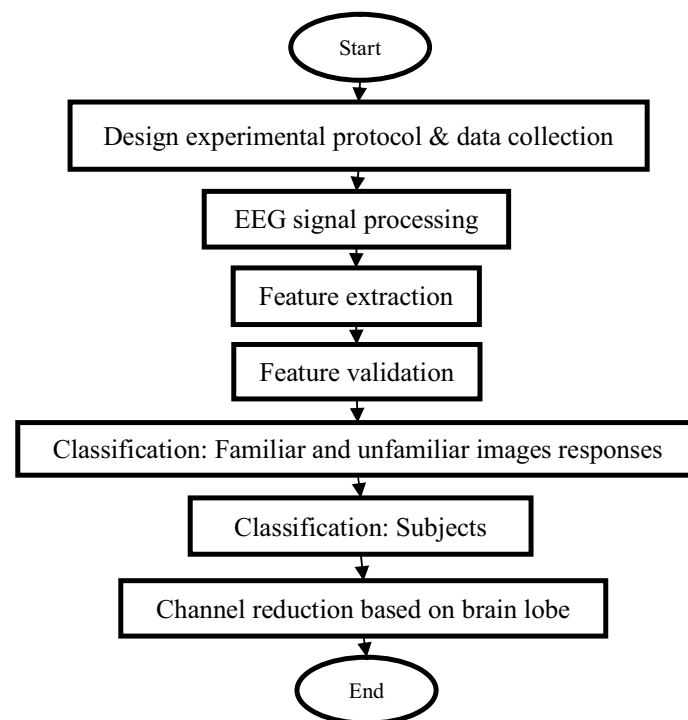 Start
Design experimental protocol & data collection
EEG signal processing
Feature extraction
Feature validation
Classification: Familiar and unfamiliar images responses
Classification: Subjects
Channel reduction based on brain lobe
End